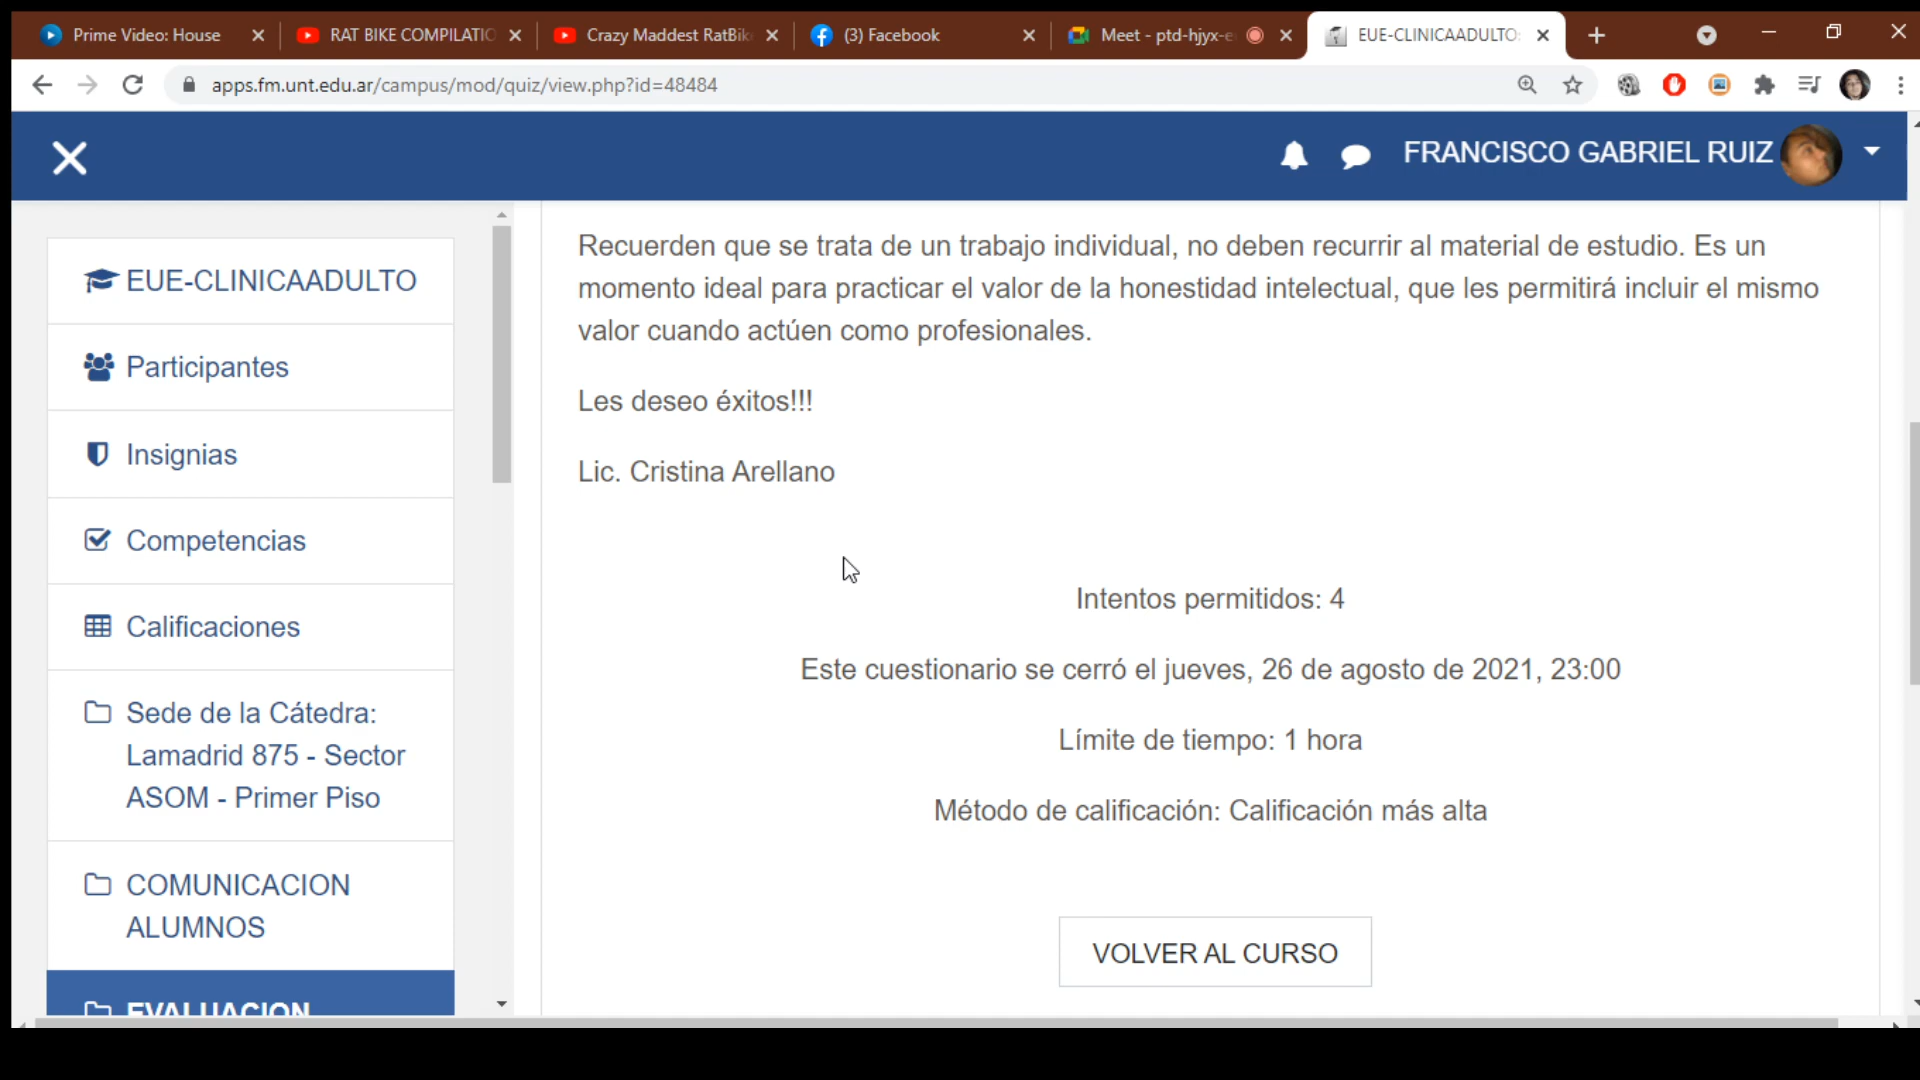 Prime Video: House
RAT BIKE COMPILATIO
Crazy Maddest RatBik
(3) Facebook
Meet - ptd-hjyx-e
EUE-CLINICAADULTO:
apps.fm.unt.edu.ar/campus/mod/quiz/view.php?id=48484
FRANCISCO GABRIEL RUIZ
EUE-CLINICAADULTO
Participantes
Insignias
Competencias
Calificaciones
Sede de la Cátedra:
Lamadrid 875 - Sector
ASOM - Primer Piso
COMUNICACION
ALUMNOS
EVALUACION
Recuerden que se trata de un trabajo individual, no deben recurrir al material de estudio. Es un
momento ideal para practicar el valor de la honestidad intelectual, que les permitirá incluir el mismo
valor cuando actúen como profesionales.
Les deseo éxitos!!!
Lic. Cristina Arellano
Intentos permitidos: 4
Este cuestionario se cerró el jueves, 26 de agosto de 2021, 23:00
Límite de tiempo: 1 hora
Método de calificación: Calificación más alta
VOLVER AL CURSO